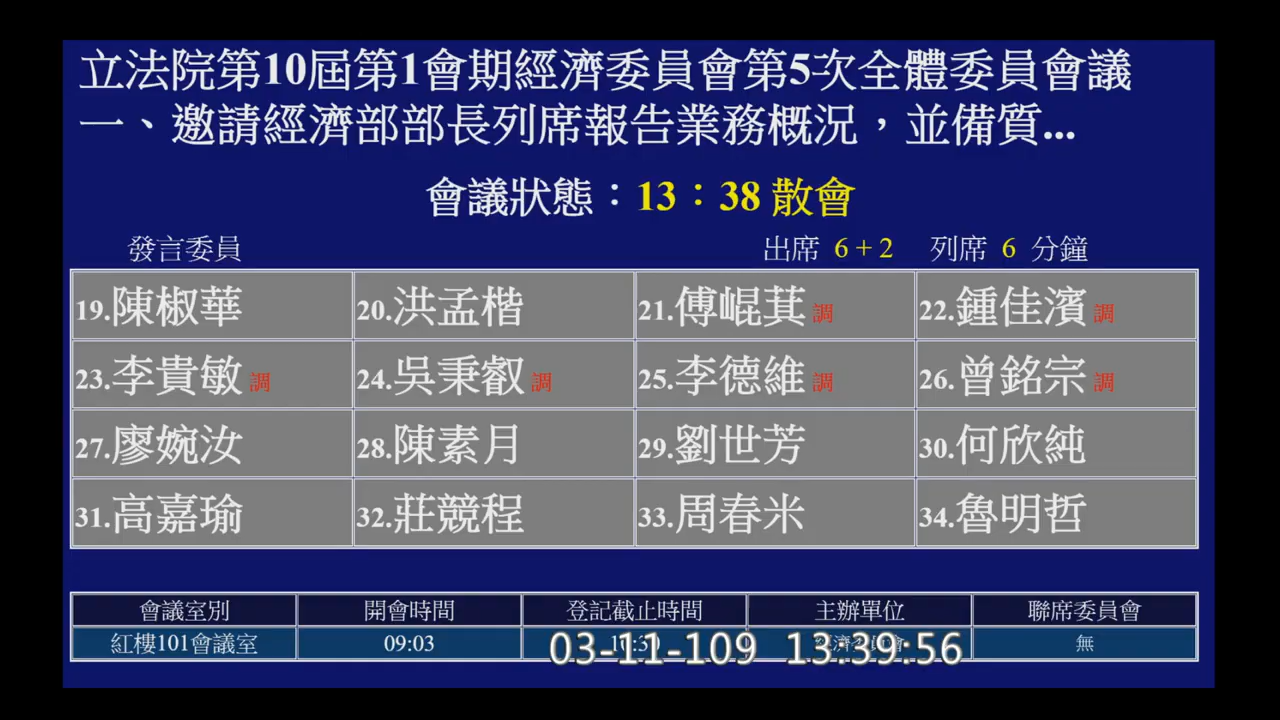 立法院第10屆第1會期經濟委員會第5次全體委員會議
一、邀請經濟部部長列席報告業務概況，並備質...
會議狀態：13：38 散會
發言委員 出席 6+2 列席 6 分鐘
19.陳椒華 20.洪孟楷 21.傅崐萁 調 22.鍾佳濱 調
23.李貴敏 調 24.吳秉叡 調 25.李德維 調 26.曾銘宗 調
27.廖婉汝 28.陳素月 29.劉世芳 30.何欣純
31.高嘉瑜 32.莊競程 33.周春米 34.魯明哲
會議室別 開會時間 登記截止時間 主辦單位 聯席委員會
紅樓101會議室 09:03 無
03-11-109 13:39:56